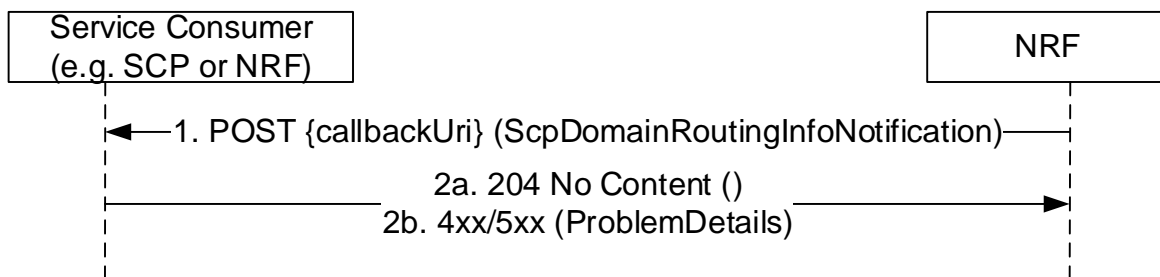 Service Consumer
(e.g. SCP or NRF)
NRF
1. POST {callbackUri} (ScpDomainRoutingInfoNotification)
2a. 204 No Content ()
2b. 4xx/5xx (ProblemDetails)